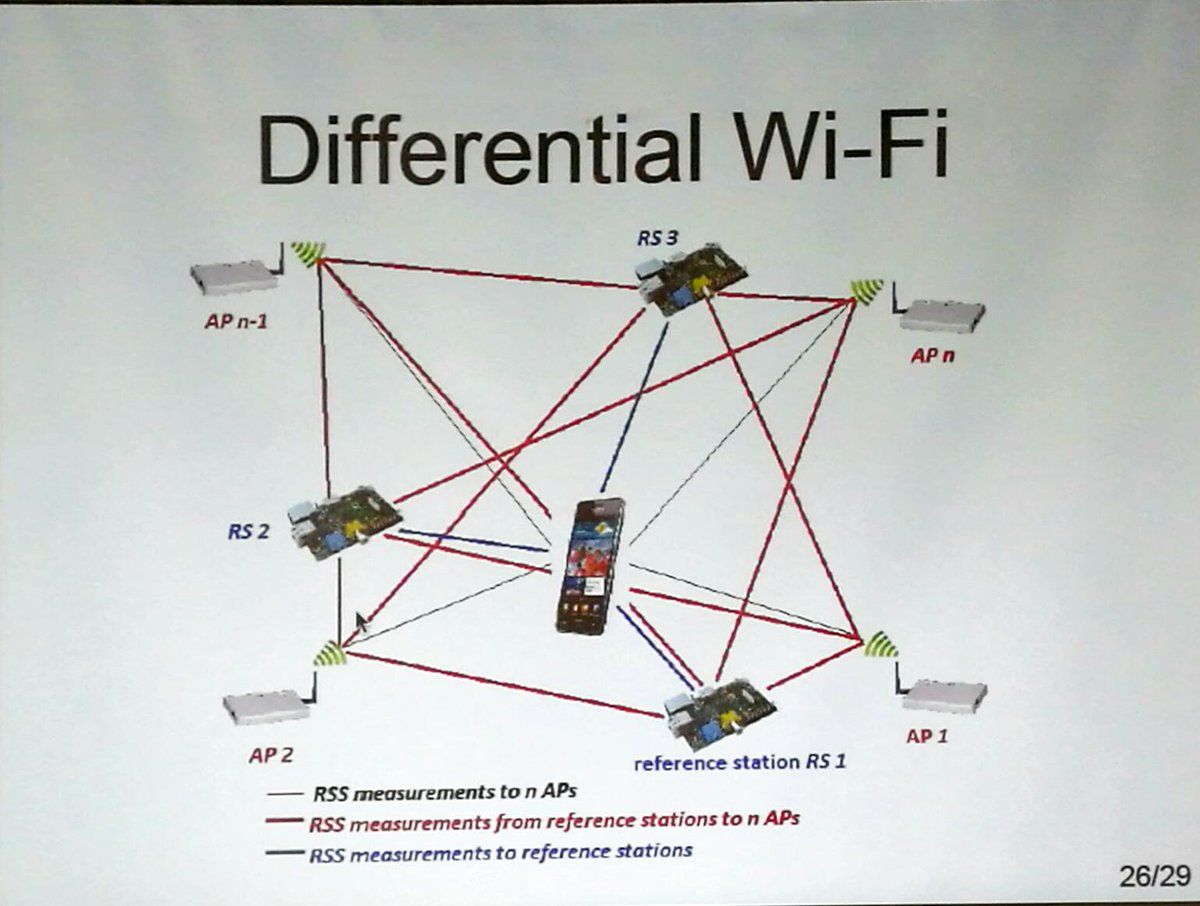 Differential Wi-Fi
RS 3
AP n-1
AP n
RS 2
AP 2
AP 1
reference station RS 1
RSS measurements to n APs
RSS measurements from reference stations to n APs
RSS measurements to reference stations
26/29